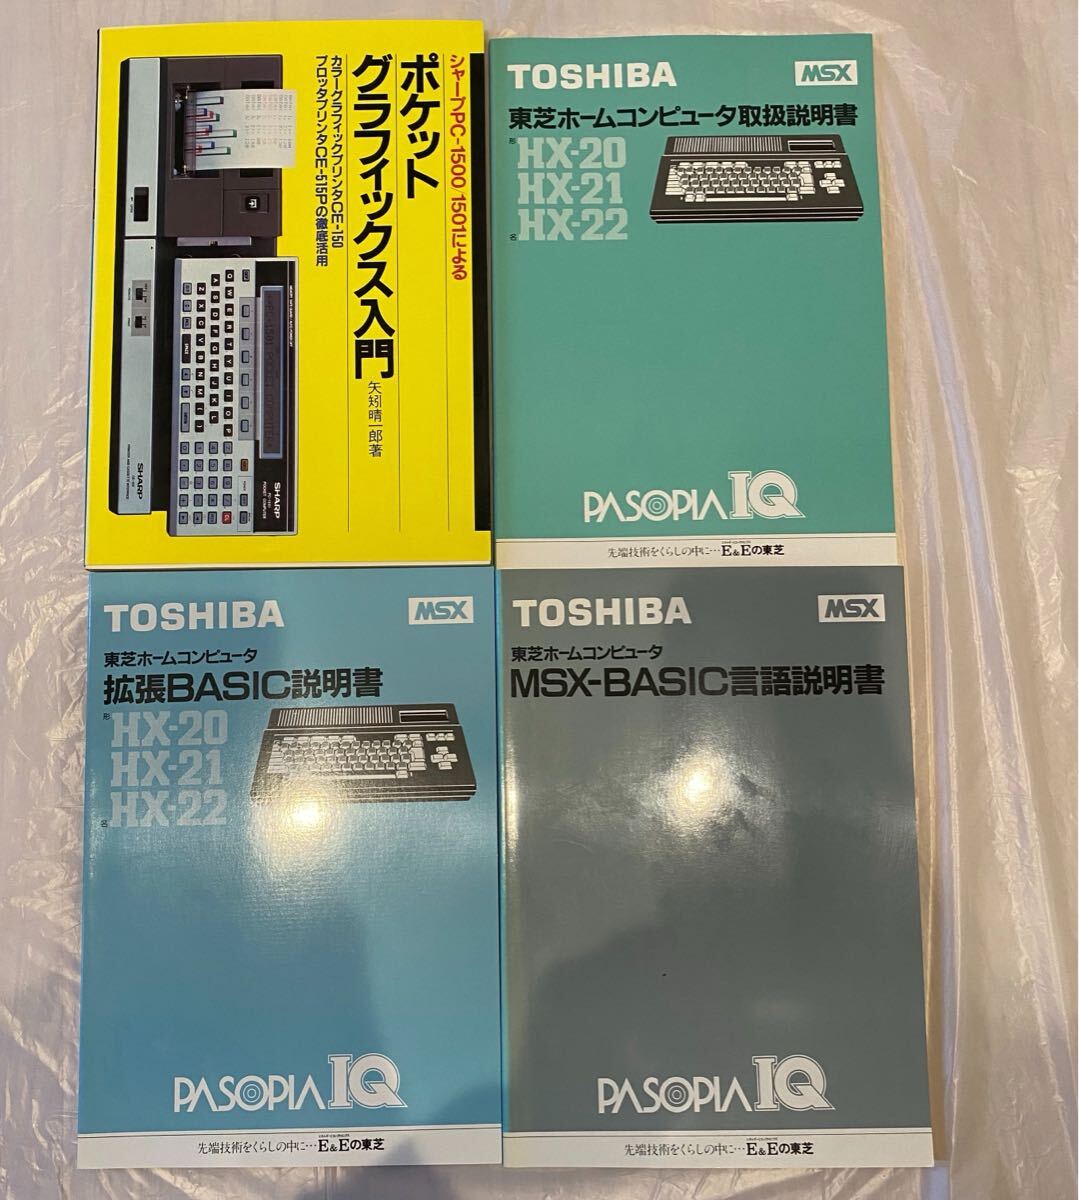 シャープPC-1500/1501による
ポケット
グラフィックス入門
矢矧晴一郎著
カラーグラフィックプリンタCE-150
プロッタプリンタCE-515Pの徹底活用
SHARP
SHARP
PC-1501
POCKET COMPUTER
TOSHIBA
MSX
東芝ホームコンピュータ取扱説明書
形名
HX-20
HX-21
HX-22
PASOPIA IQ
先端技術をくらしの中に…E&Eの東芝
TOSHIBA
MSX
東芝ホームコンピュータ
拡張BASIC説明書
形名
HX-20
HX-21
HX-22
PASOPIA IQ
先端技術をくらしの中に…E&Eの東芝
TOSHIBA
MSX
東芝ホームコンピュータ
MSX-BASIC言語説明書
PASOPIA IQ
先端技術をくらしの中に…E&Eの東芝